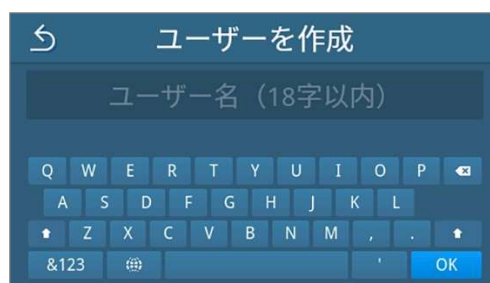 ユーザーを作成
ユーザー名（18字以内）
Q W E R T Y U I O P
A S D F G H J K L
Z X C V B N M , .
&123 ' OK